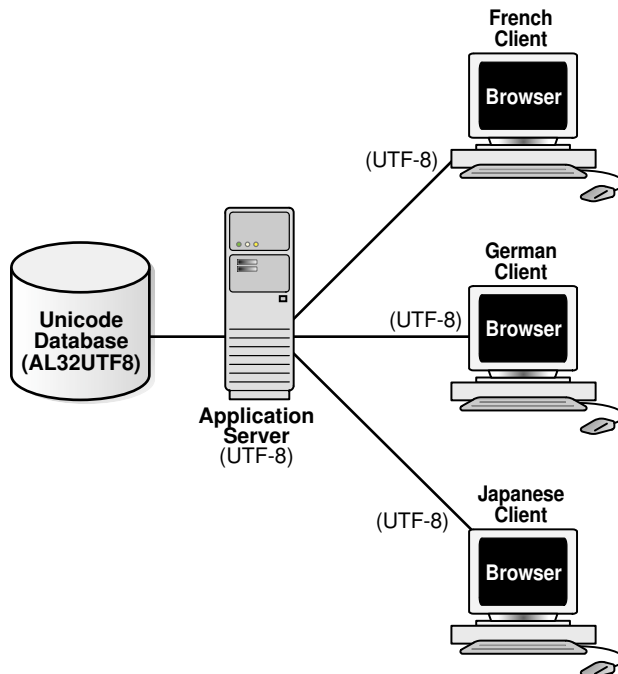 French
Client
Browser
(UTF-8)
German
Client
(UTF-8)
Browser
Unicode
Database
(AL32UTF8)
Application
Server
(UTF-8)
Japanese
Client
(UTF-8)
Browser